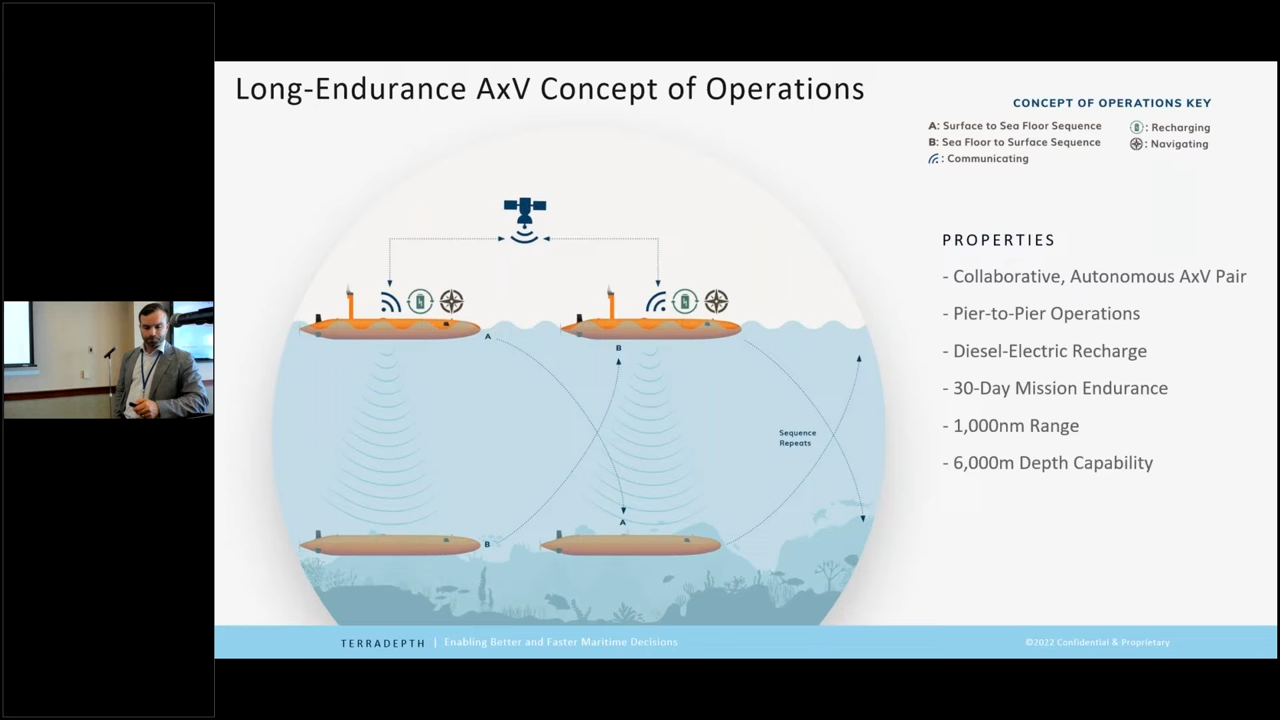 Long-Endurance AxV Concept of Operations
CONCEPT OF OPERATIONS KEY
A: Surface to Sea Floor Sequence
B: Sea Floor to Surface Sequence
: Communicating
: Recharging
: Navigating
PROPERTIES
- Collaborative, Autonomous AxV Pair
- Pier-to-Pier Operations
- Diesel-Electric Recharge
- 30-Day Mission Endurance
- 1,000nm Range
- 6,000m Depth Capability
A
B
Sequence
Repeats
A
B
TERRADEPTH | Enabling Better and Faster Maritime Decisions
©2022 Confidential & Proprietary